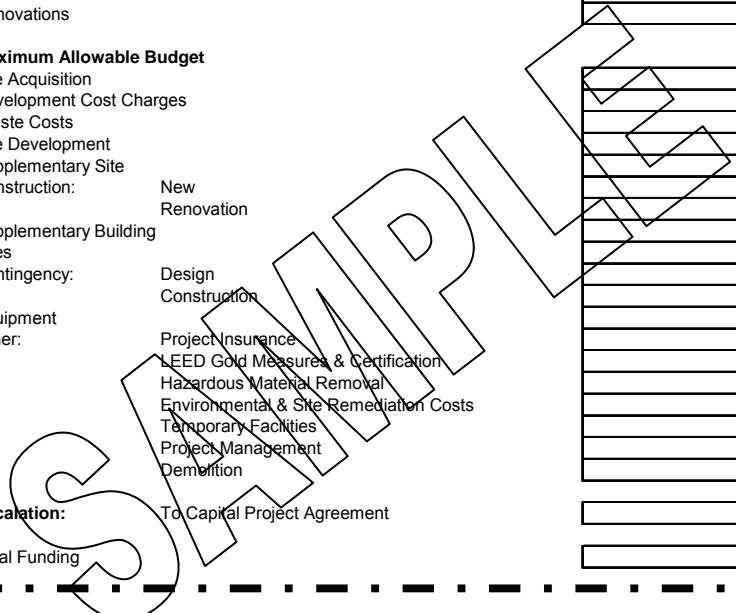 novations
ximum Allowable Budget
e Acquisition
velopment Cost Charges
ste Costs
e Development
pplementary Site
nstruction: New
Renovation
pplementary Building
es
ntingency: Design
Construction
uipment
her: Project Insurance
LEED Gold Measures & Certification
Hazardous Material Removal
Environmental & Site Remediation Costs
Temporary Facilities
Project Management
Demolition
calation: To Capital Project Agreement
al Funding
SAMPLE